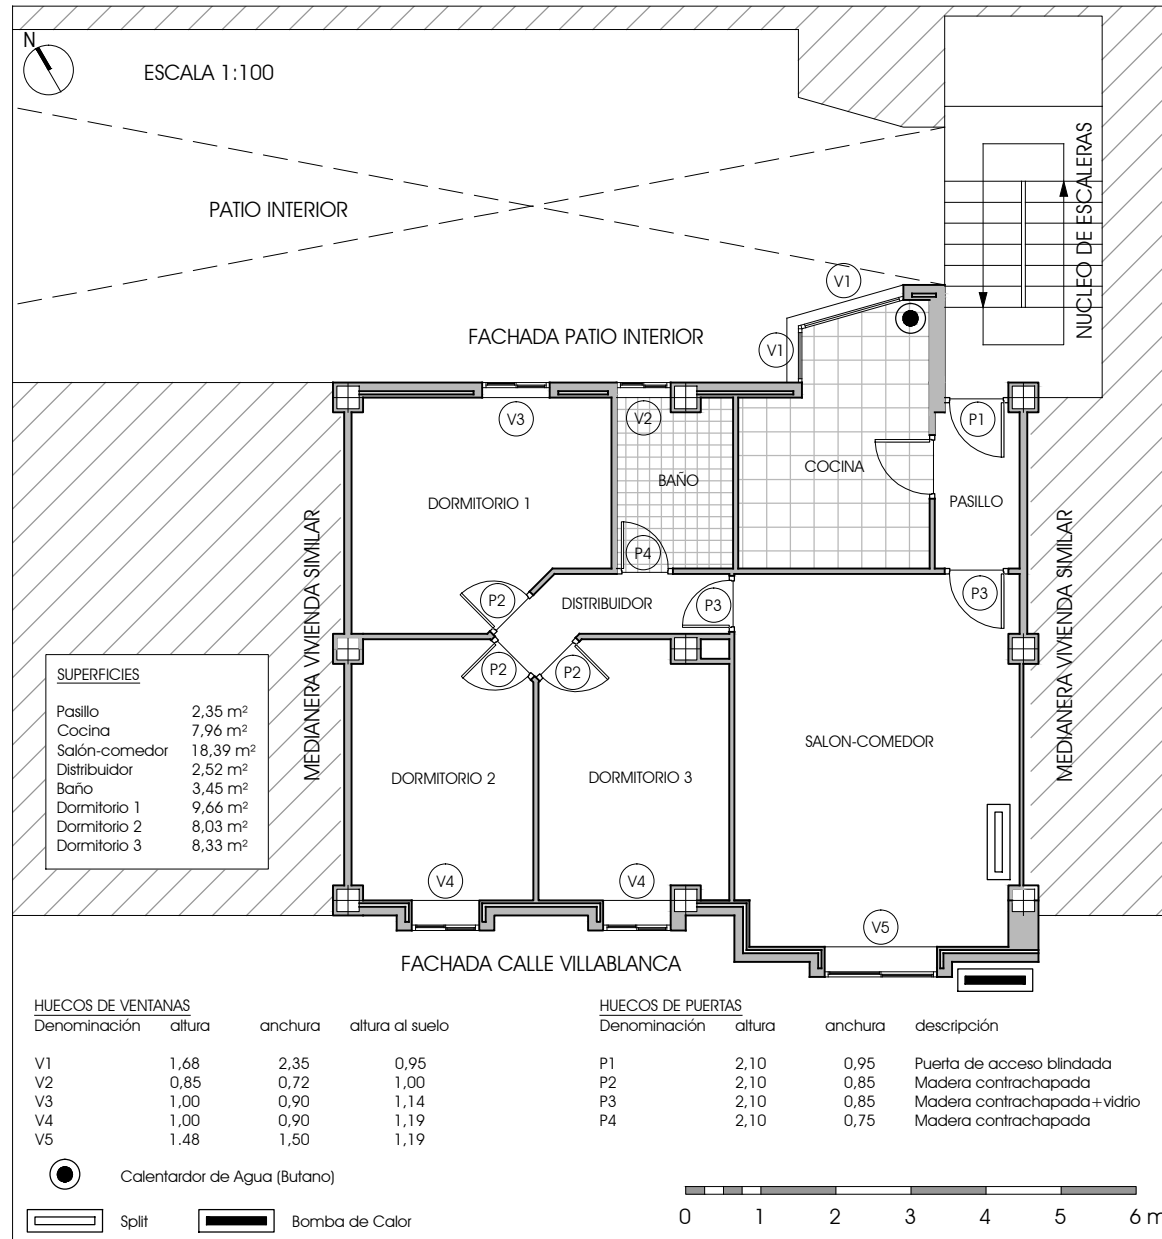 N
ESCALA 1:100
NUCLEO DE ESCALERAS
PATIO INTERIOR
V1
FACHADA PATIO INTERIOR
V1
V3
V2
P1
COCINA
BAÑO
DORMITORIO 1
PASILLO
MEDIANERA VIVIENDA SIMILAR
P4
P2
DISTRIBUIDOR
P3
P3
MEDIANERA VIVIENDA SIMILAR
P2
P2
SUPERFICIES
Pasillo 2,35 m²
Cocina 7,96 m²
Salón-comedor 18,39 m²
Distribuidor 2,52 m²
Baño 3,45 m²
Dormitorio 1 9,66 m²
Dormitorio 2 8,03 m²
Dormitorio 3 8,33 m²
SALON-COMEDOR
DORMITORIO 2
DORMITORIO 3
V4
V4
V5
FACHADA CALLE VILLABLANCA
HUECOS DE VENTANAS
Denominación altura anchura altura al suelo
V1 1,68 2,35 0,95
V2 0,85 0,72 1,00
V3 1,00 0,90 1,14
V4 1,00 0,90 1,19
V5 1.48 1,50 1,19
HUECOS DE PUERTAS
Denominación altura anchura descripción
P1 2,10 0,95 Puerta de acceso blindada
P2 2,10 0,85 Madera contrachapada
P3 2,10 0,85 Madera contrachapada+vidrio
P4 2,10 0,75 Madera contrachapada
Calentardor de Agua (Butano)
Split
Bomba de Calor
0 1 2 3 4 5 6 m